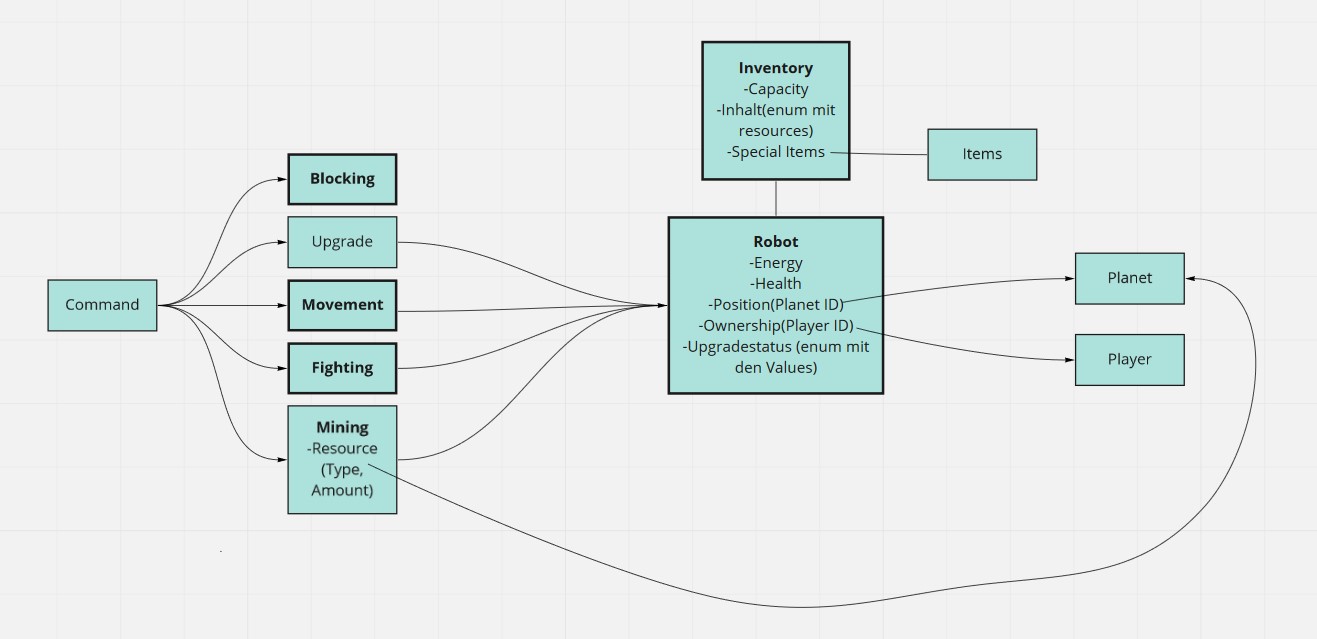 Inventory
-Capacity
-Inhalt(enum mit
resources)
-Special Items
Items
Blocking
Upgrade
Command
Movement
Fighting
Mining
-Resource
(Type,
Amount)
Robot
-Energy
-Health
-Position(Planet ID)
-Ownership(Player ID)
-Upgradestatus (enum mit
den Values)
Planet
Player